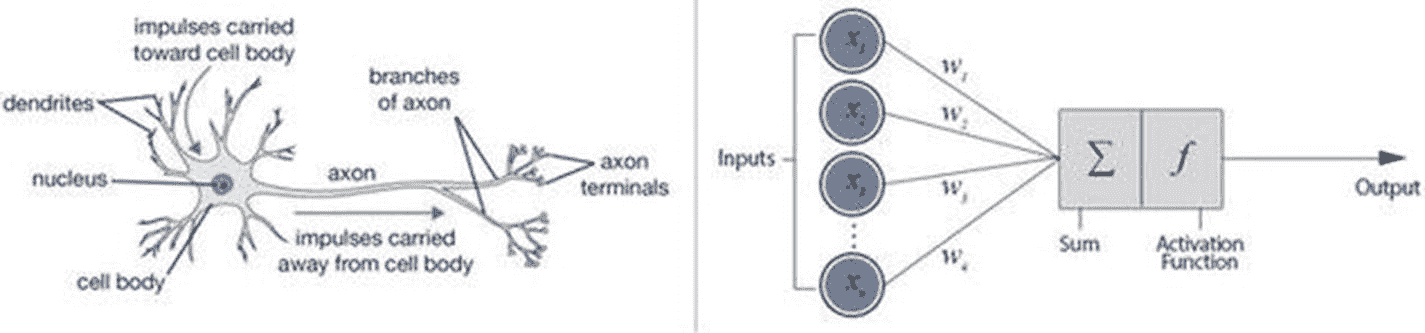 impulses carried
toward cell body
dendrites
nucleus
cell body
axon
impulses carried
away from cell body
branches
of axon
axon
terminals
Inputs
x₁
x₂
x₃
xₙ
w₁
w₂
w₃
w₄
Σ
f
Sum
Activation
Function
Output